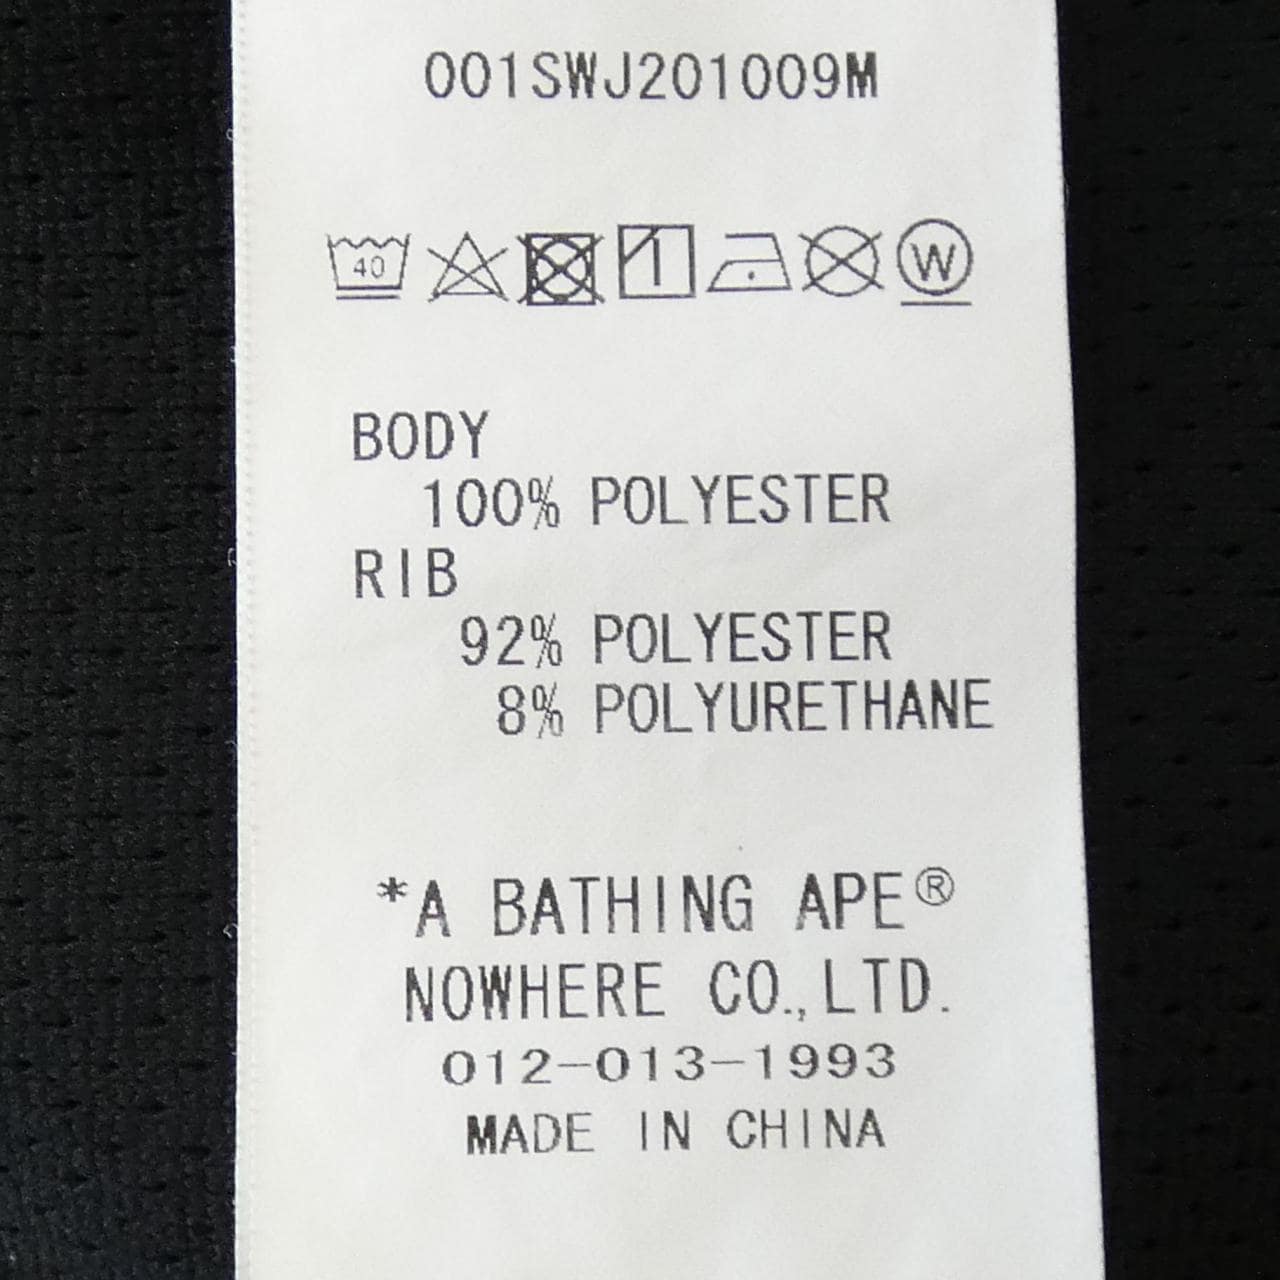 001SWJ201009M
40 W
BODY
100% POLYESTER
RIB
92% POLYESTER
8% POLYURETHANE
*A BATHING APE®
NOWHERE CO.,LTD.
012-013-1993
MADE IN CHINA